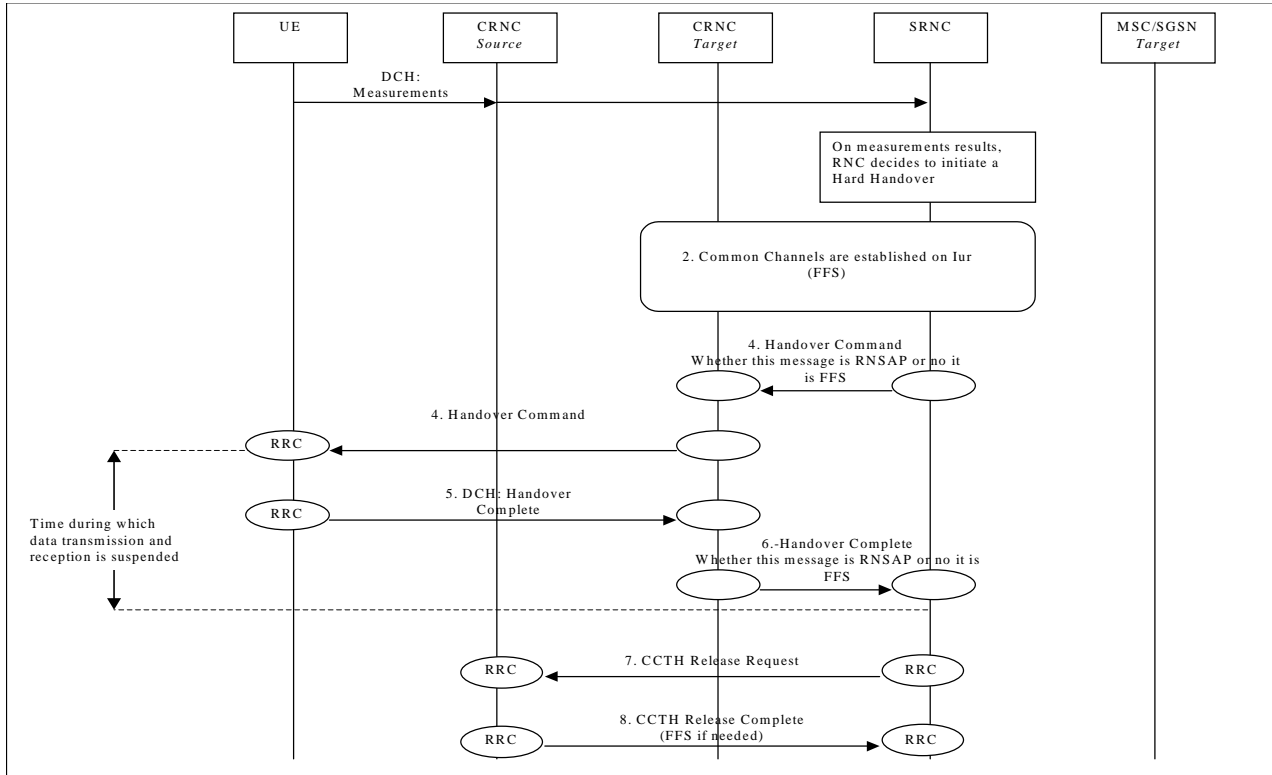 UE
CRNC
Source
CRNC
Target
SRNC
MSC/SGSN
Target
DCH:
Measurements
On measurements results,
RNC decides to initiate a
Hard Handover
2. Common Channels are established on Iur
(FFS)
4. Handover Command
Whether this message is RNSAP or no it
is FFS
4. Handover Command
RRC
5. DCH: Handover
Complete
RRC
Time during which
data transmission and
reception is suspended
6.-Handover Complete
Whether this message is RNSAP or no it is
FFS
7. CCTH Release Request
RRC
RRC
8. CCTH Release Complete
(FFS if needed)
RRC
RRC